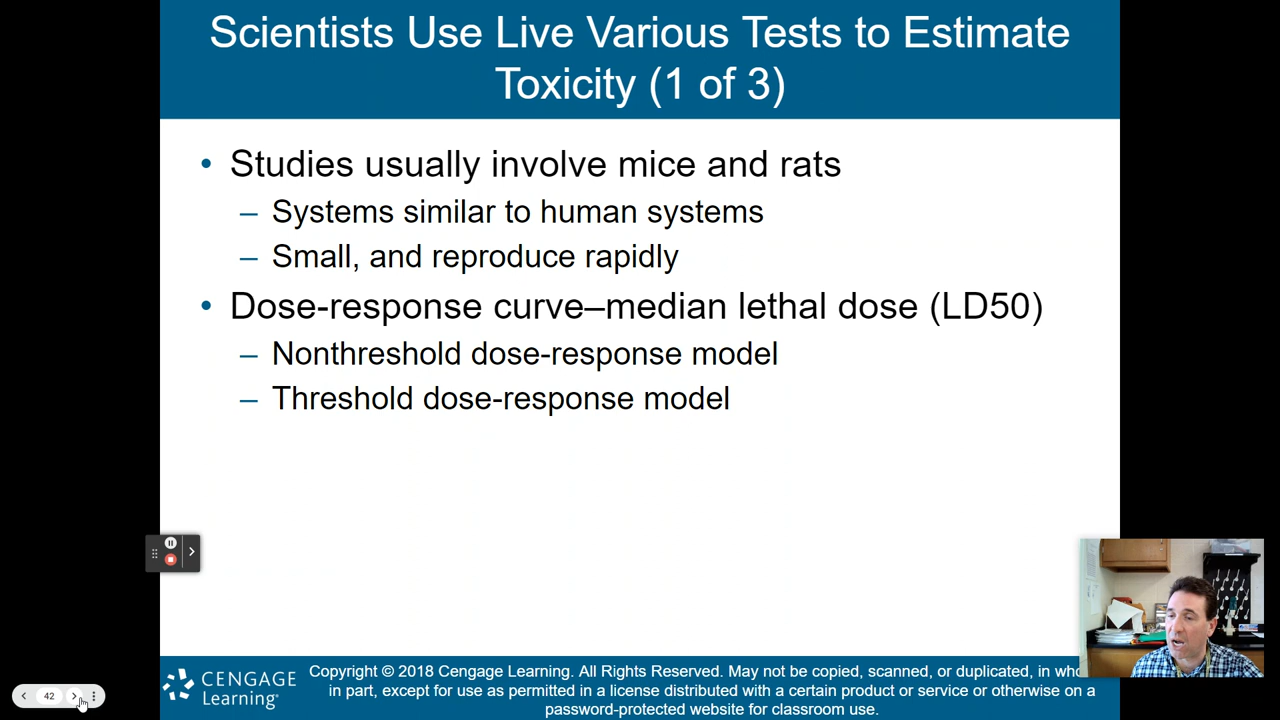 Scientists Use Live Various Tests to Estimate
Toxicity (1 of 3)
• Studies usually involve mice and rats
– Systems similar to human systems
– Small, and reproduce rapidly
• Dose-response curve–median lethal dose (LD50)
– Nonthreshold dose-response model
– Threshold dose-response model
CENGAGE
Learning®
Copyright © 2018 Cengage Learning. All Rights Reserved. May not be copied, scanned, or duplicated, in
in part, except for use as permitted in a license distributed with a certain product or service or otherwise on a
password-protected website for classroom use.
42